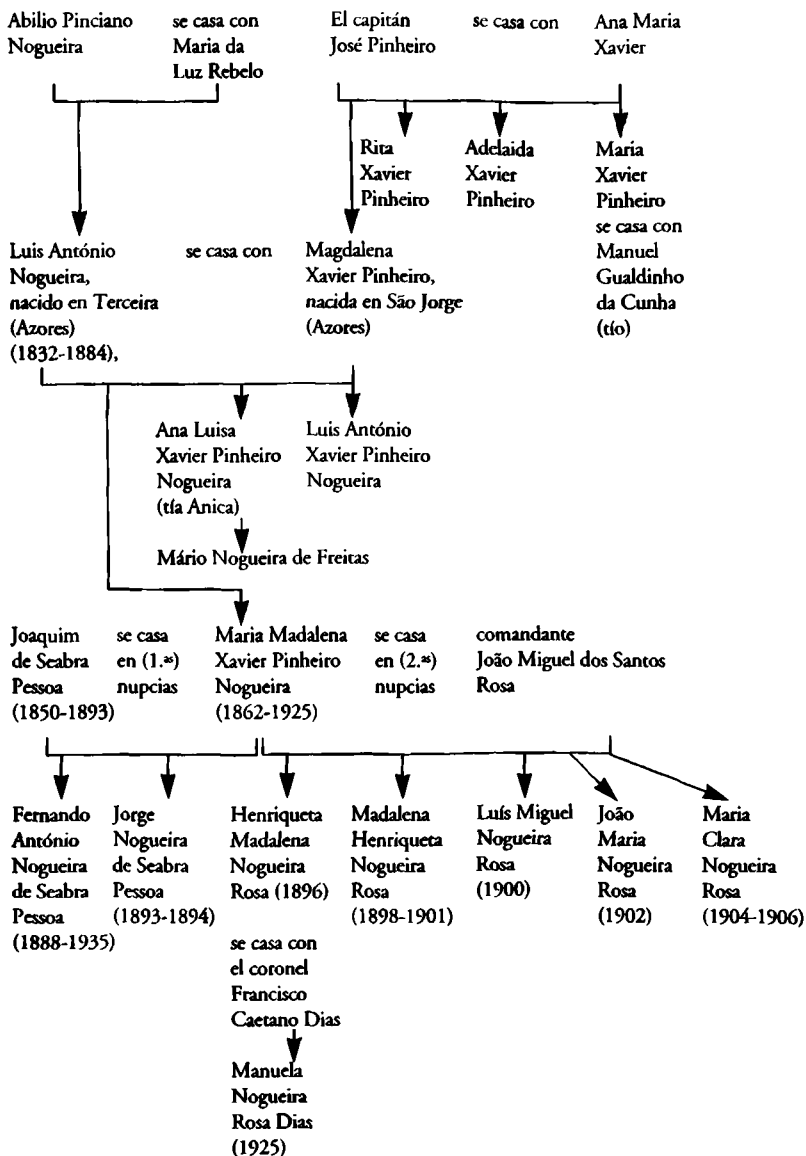 Abilio Pinciano
Nogueira
se casa con
Maria da
Luz Rebelo
El capitán
José Pinheiro
se casa con
Ana Maria
Xavier
Rita
Xavier
Pinheiro
Adelaida
Xavier
Pinheiro
Maria
Xavier
Pinheiro
se casa con
Manuel
Gualdinho
da Cunha
(tío)
Luis António
Nogueira,
nacido en Terceira
(Azores)
(1832-1884),
se casa con
Magdalena
Xavier Pinheiro,
nacida en São Jorge
(Azores)
Ana Luisa
Xavier Pinheiro
Nogueira
(tía Anica)
Luis António
Xavier Pinheiro
Nogueira
Mário Nogueira de Freitas
Joaquim
de Seabra
Pessoa
(1850-1893)
se casa
en (1.ᵃˢ)
nupcias
Maria Madalena
Xavier Pinheiro
Nogueira
(1862-1925)
se casa
en (2.ᵃˢ)
nupcias
comandante
João Miguel dos Santos
Rosa
Fernando
António
Nogueira
de Seabra
Pessoa
(1888-1935)
Jorge
Nogueira
de Seabra
Pessoa
(1893-1894)
Henriqueta
Madalena
Nogueira
Rosa (1896)
se casa con
el coronel
Francisco
Caetano Dias
Manuela
Nogueira
Rosa Dias
(1925)
Madalena
Henriqueta
Nogueira
Rosa
(1898-1901)
Luís Miguel
Nogueira
Rosa
(1900)
João
Maria
Nogueira
Rosa
(1902)
Maria
Clara
Nogueira
Rosa
(1904-1906)